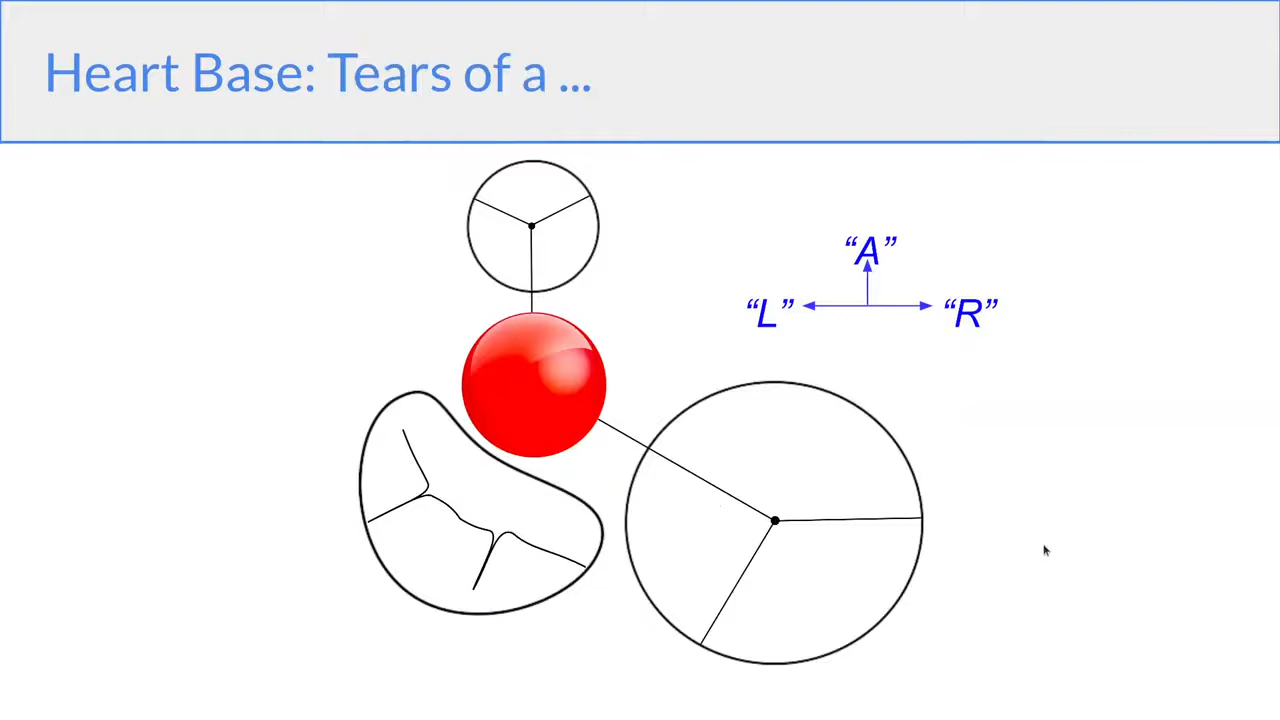 Heart Base: Tears of a ...
“A”
“L” “R”